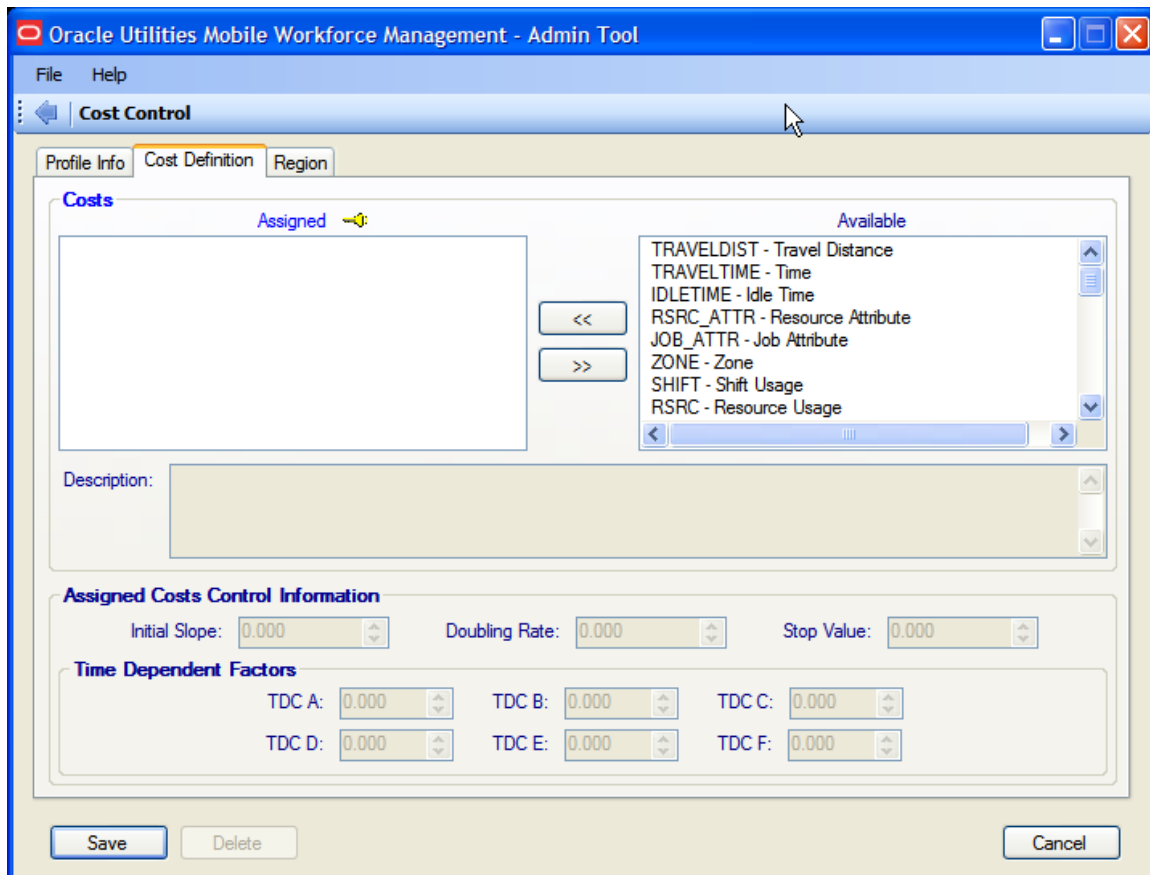 Oracle Utilities Mobile Workforce Management - Admin Tool
File Help
Cost Control
Profile Info Cost Definition Region
Costs
Assigned Available
TRAVELDIST - Travel Distance
TRAVELTIME - Time
IDLETIME - Idle Time
RSRC_ATTR - Resource Attribute
JOB_ATTR - Job Attribute
ZONE - Zone
SHIFT - Shift Usage
RSRC - Resource Usage
<<
>>
Description:
Assigned Costs Control Information
Initial Slope: 0.000 Doubling Rate: 0.000 Stop Value: 0.000
Time Dependent Factors
TDC A: 0.000 TDC B: 0.000 TDC C: 0.000
TDC D: 0.000 TDC E: 0.000 TDC F: 0.000
Save Delete Cancel